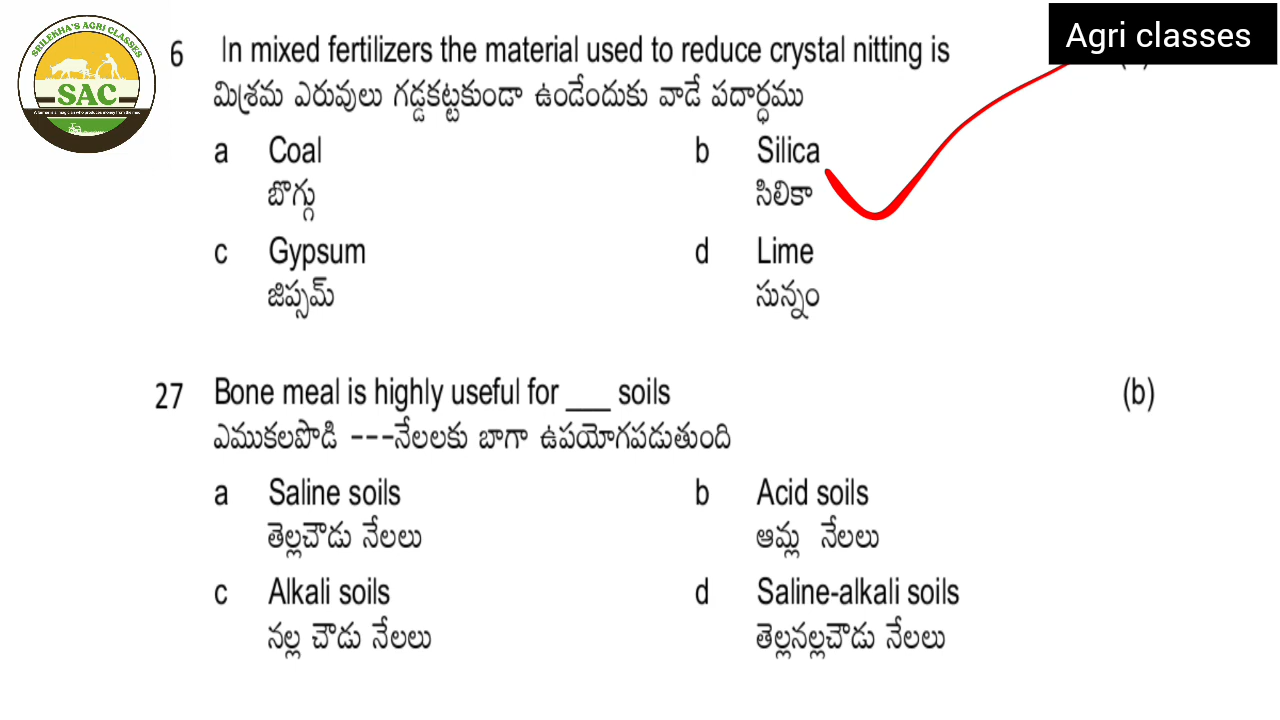 SRILEKHA'S AGRI CLASSES
SAC
Agri classes
6 In mixed fertilizers the material used to reduce crystal nitting is
మిశ్రమ ఎరువులు గడ్డకట్టకుండా ఉండేందుకు వాడే పదార్ధము
a Coal b Silica
బొగ్గు సిలికా
c Gypsum d Lime
జిప్సమ్ సున్నం
27 Bone meal is highly useful for ___ soils (b)
ఎముకలపొడి ---నేలలకు బాగా ఉపయోగపడుతుంది
a Saline soils b Acid soils
తెల్లచౌడు నేలలు ఆమ్ల నేలలు
c Alkali soils d Saline-alkali soils
నల్ల చౌడు నేలలు తెల్లనల్లచౌడు నేలలు